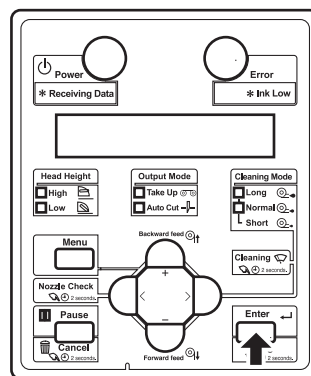 Power
Error
* Receiving Data
* Ink Low
Head Height
High
Low
Output Mode
Take Up
Auto Cut
Cleaning Mode
Long
Normal
Short
Menu
Backward feed
Cleaning
2 seconds.
Nozzle Check
2 seconds.
+
< >
−
Pause
Cancel
2 seconds.
Enter
Forward feed